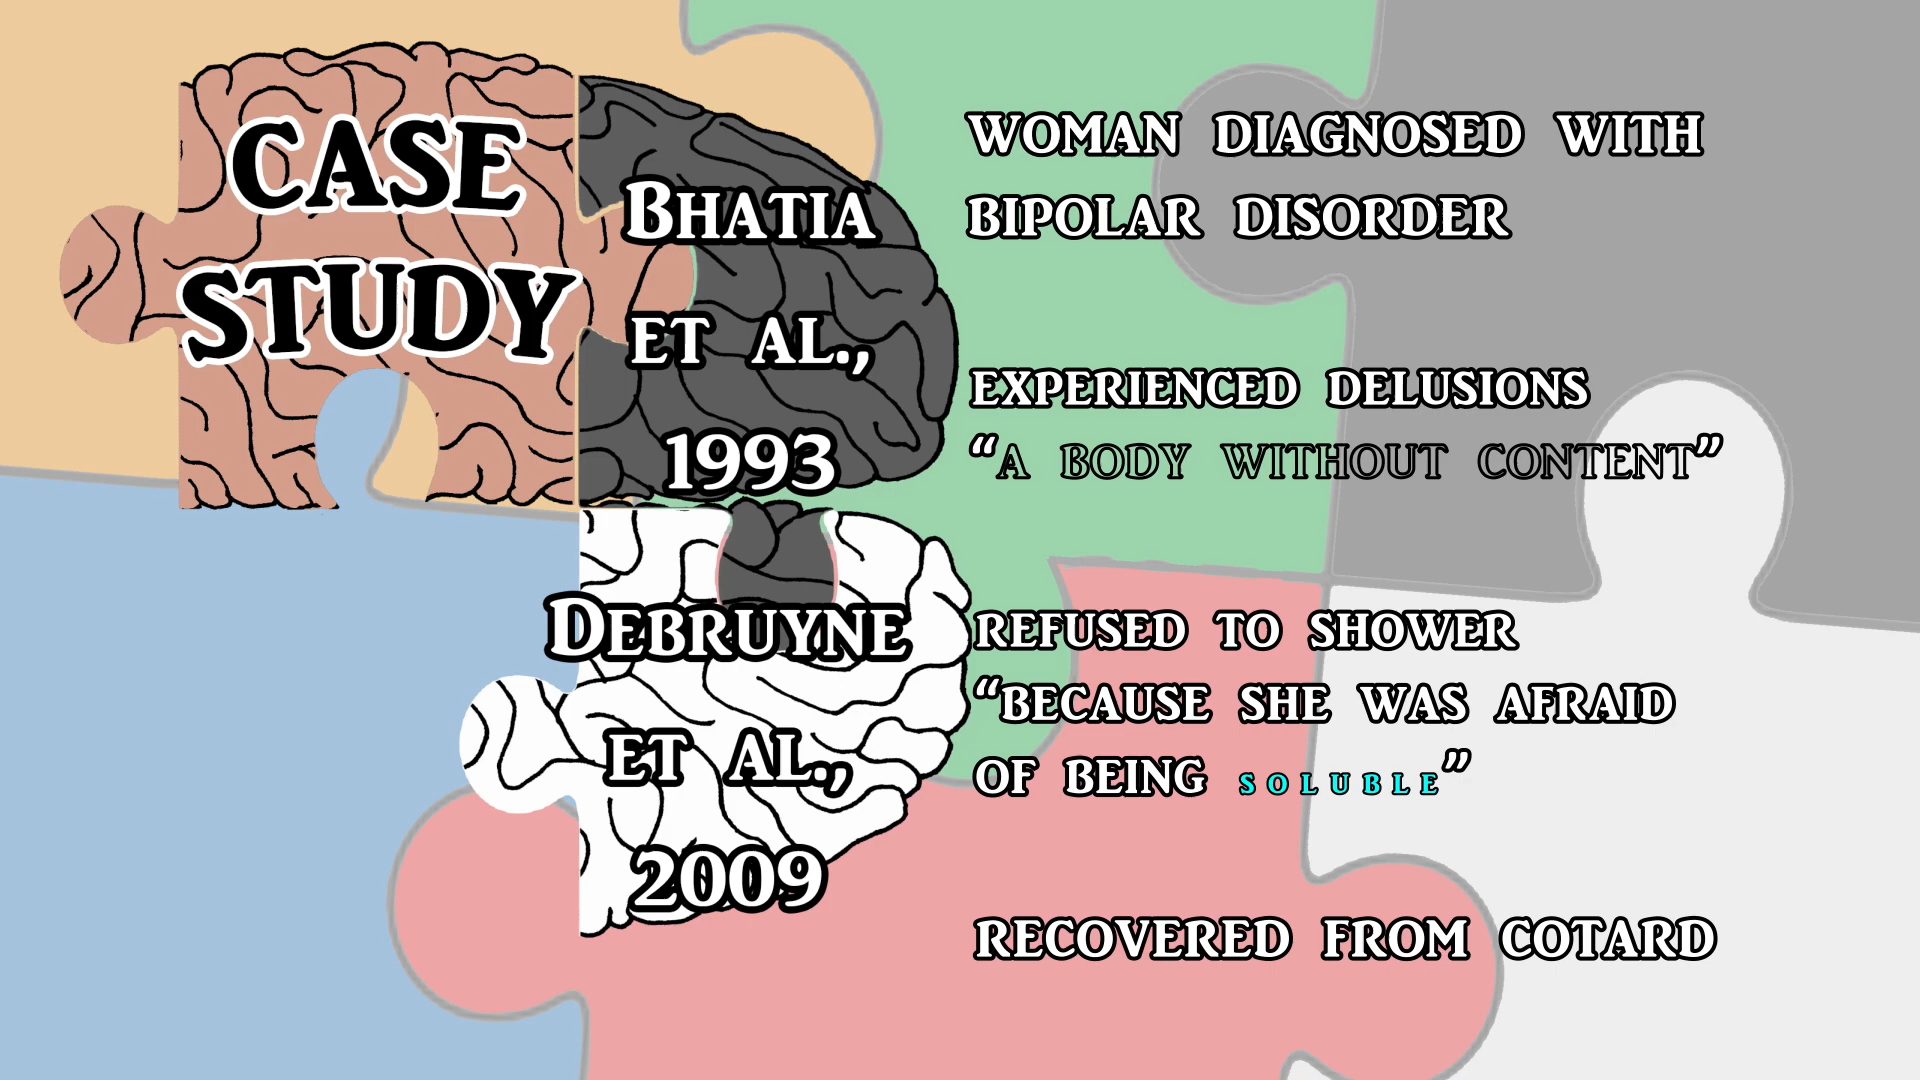 CASE
STUDY
BHATIA
ET AL.,
1993
DEBRUYNE
ET AL.,
2009
WOMAN DIAGNOSED WITH
BIPOLAR DISORDER
EXPERIENCED DELUSIONS
“A BODY WITHOUT CONTENT”
REFUSED TO SHOWER
“BECAUSE SHE WAS AFRAID
OF BEING SOLUBLE”
RECOVERED FROM COTARD